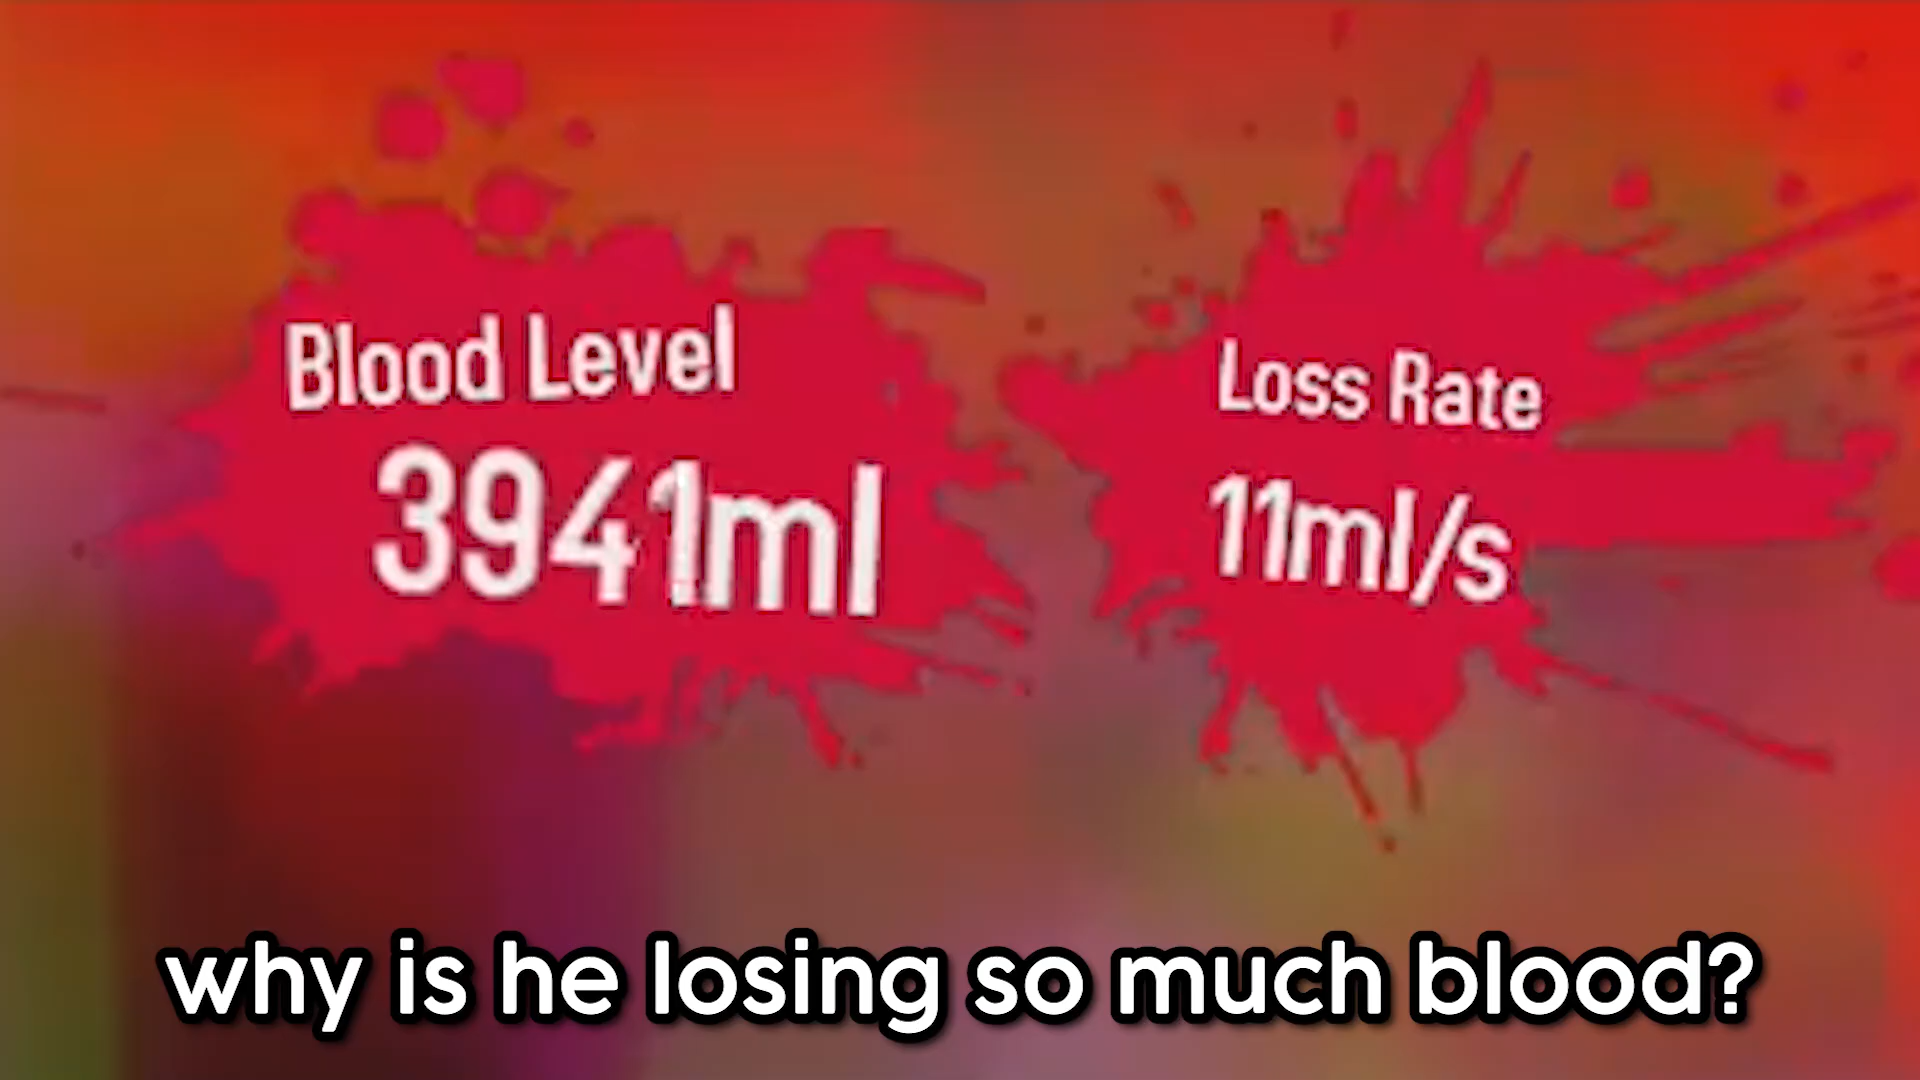 Blood Level
3941ml
Loss Rate
11ml/s
why is he losing so much blood?